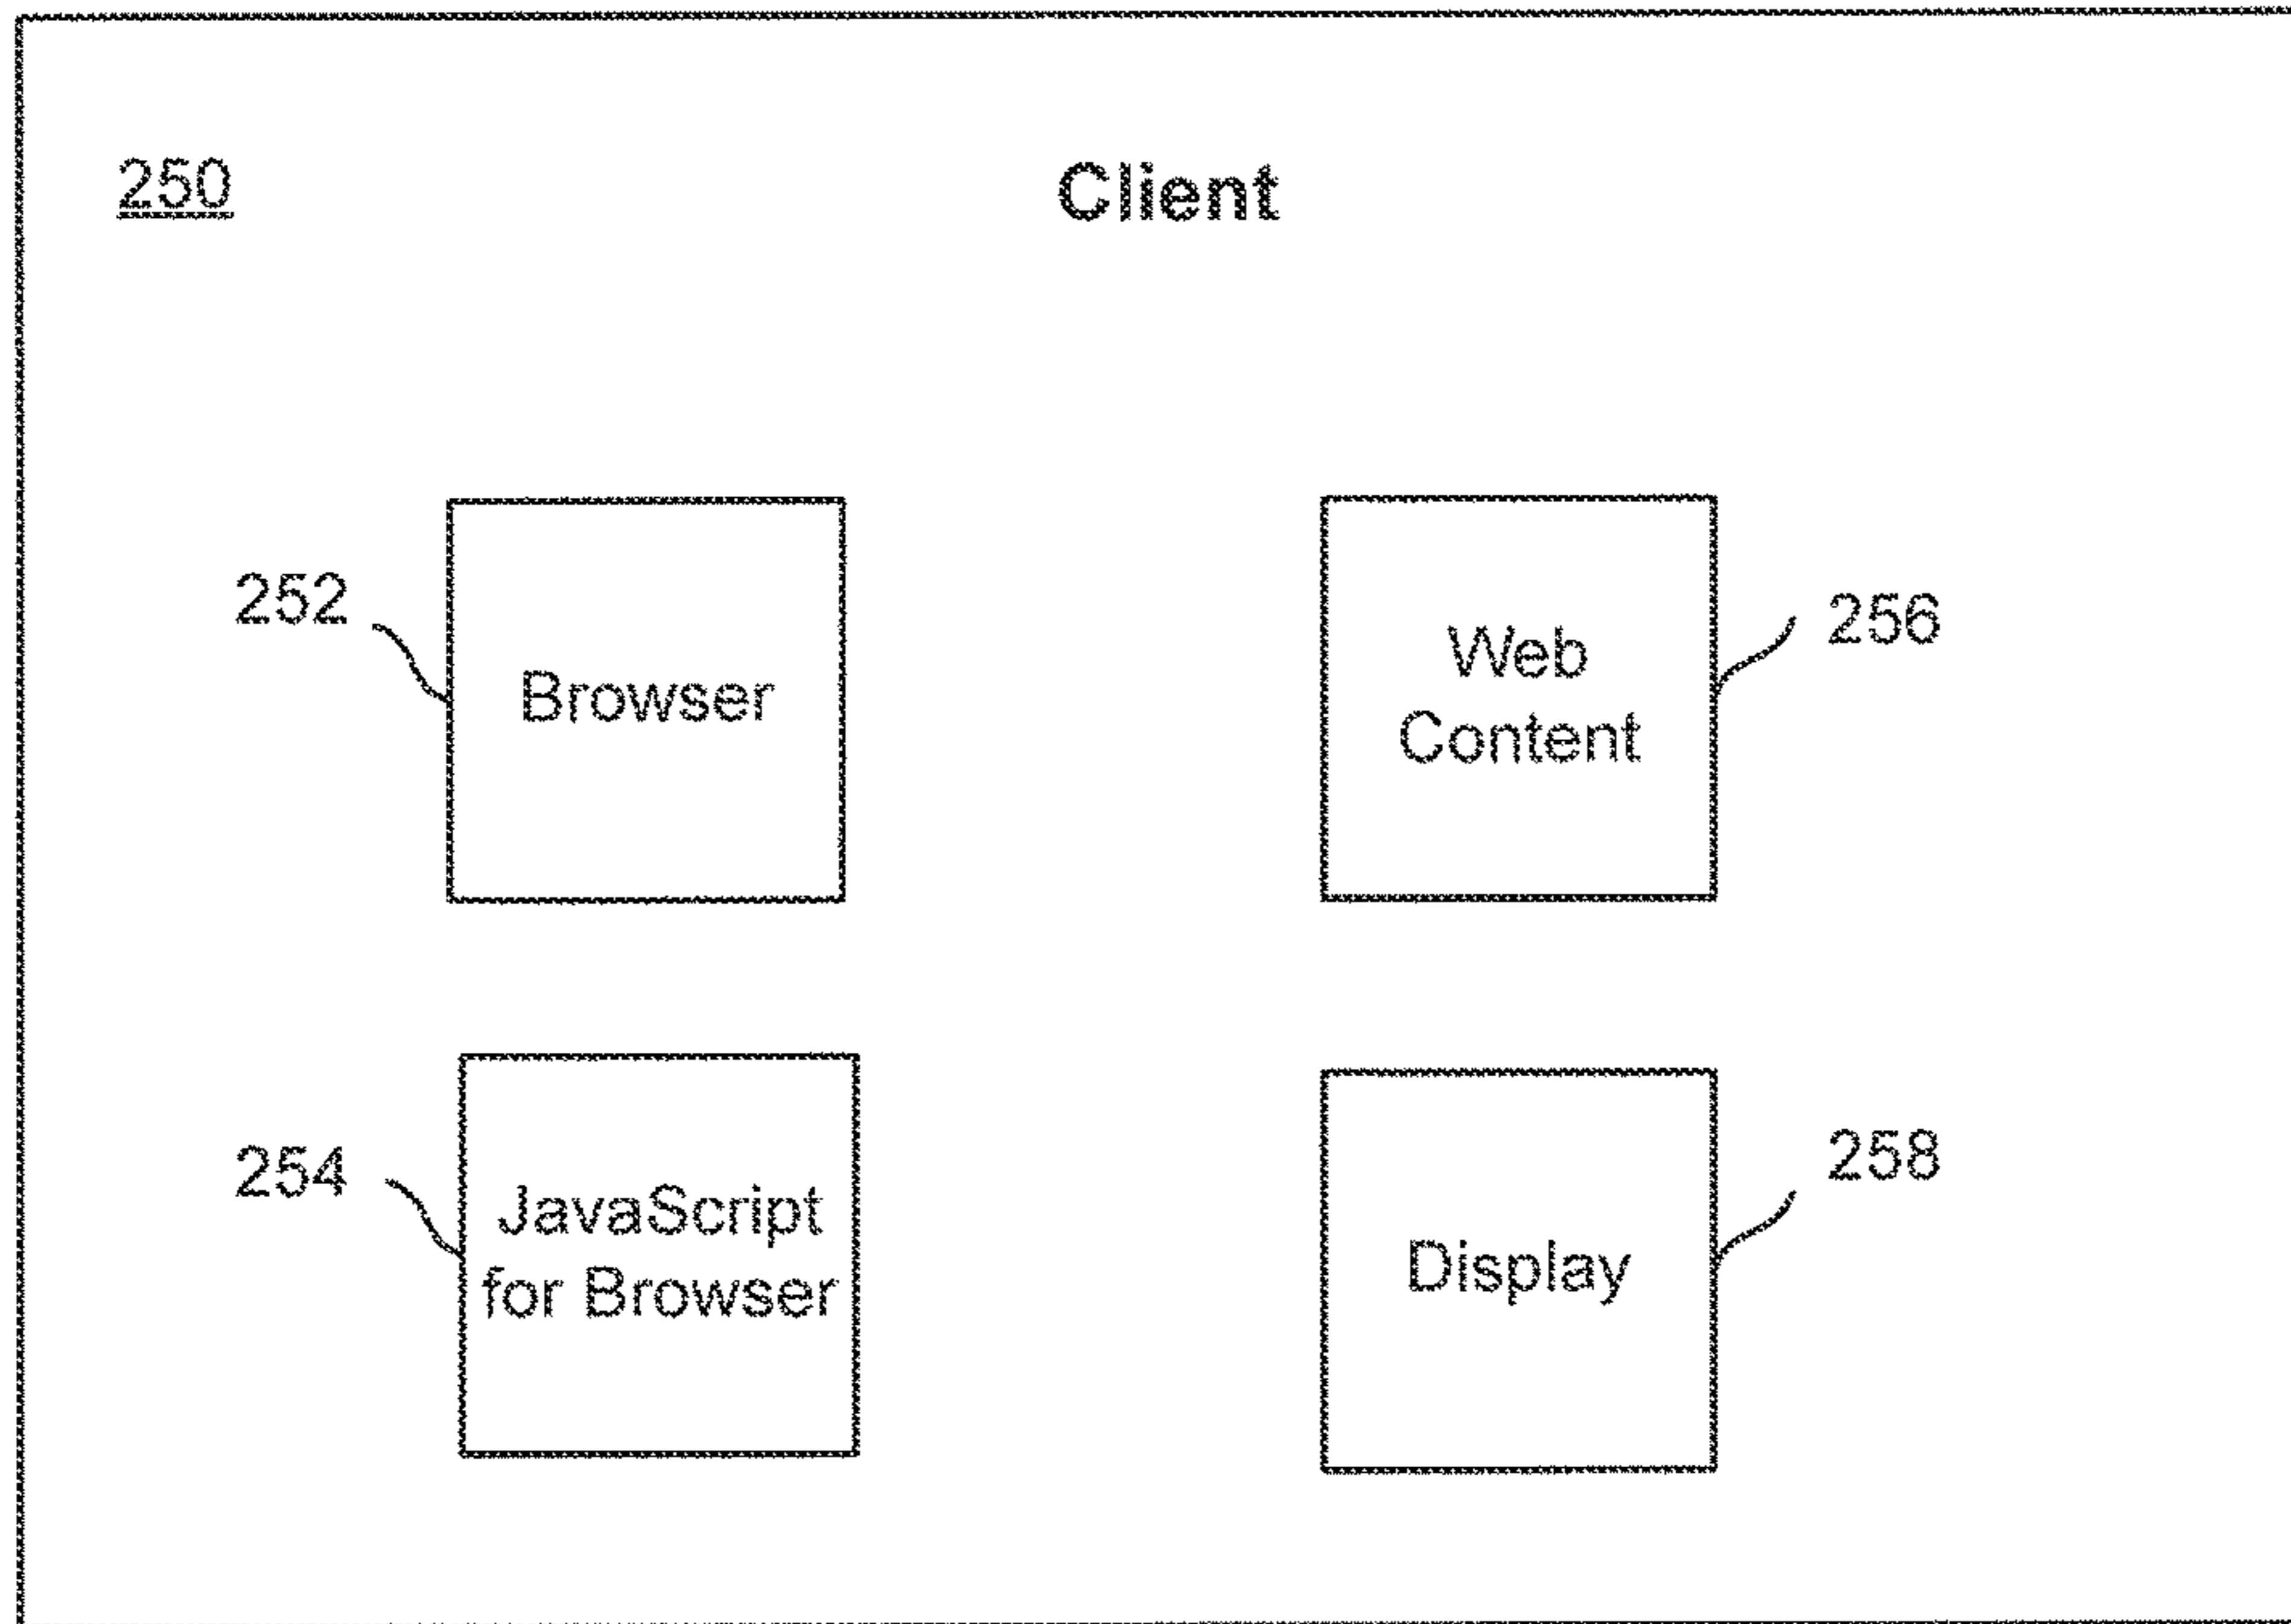 250
Client
252
Browser
Web
Content
256
254
JavaScript
for Browser
Display
258